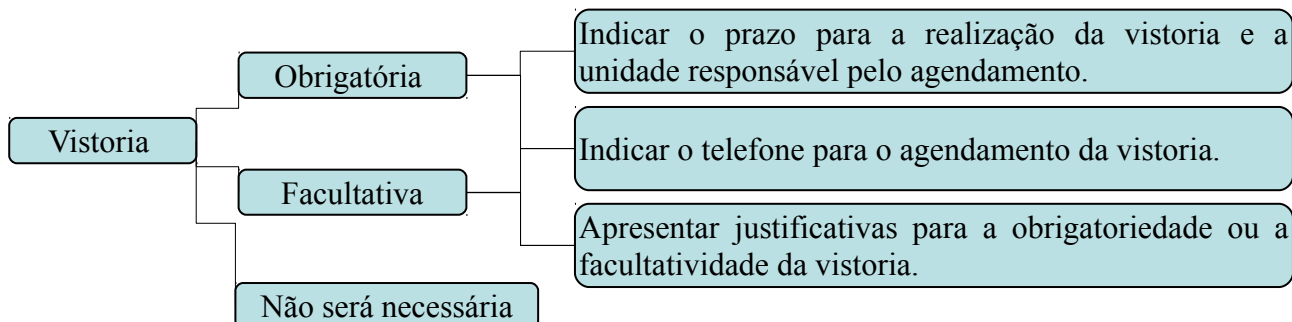 Vistoria
Obrigatória
Facultativa
Não será necessária
Indicar o prazo para a realização da vistoria e a
unidade responsável pelo agendamento.
Indicar o telefone para o agendamento da vistoria.
Apresentar justificativas para a obrigatoriedade ou a
facultatividade da vistoria.